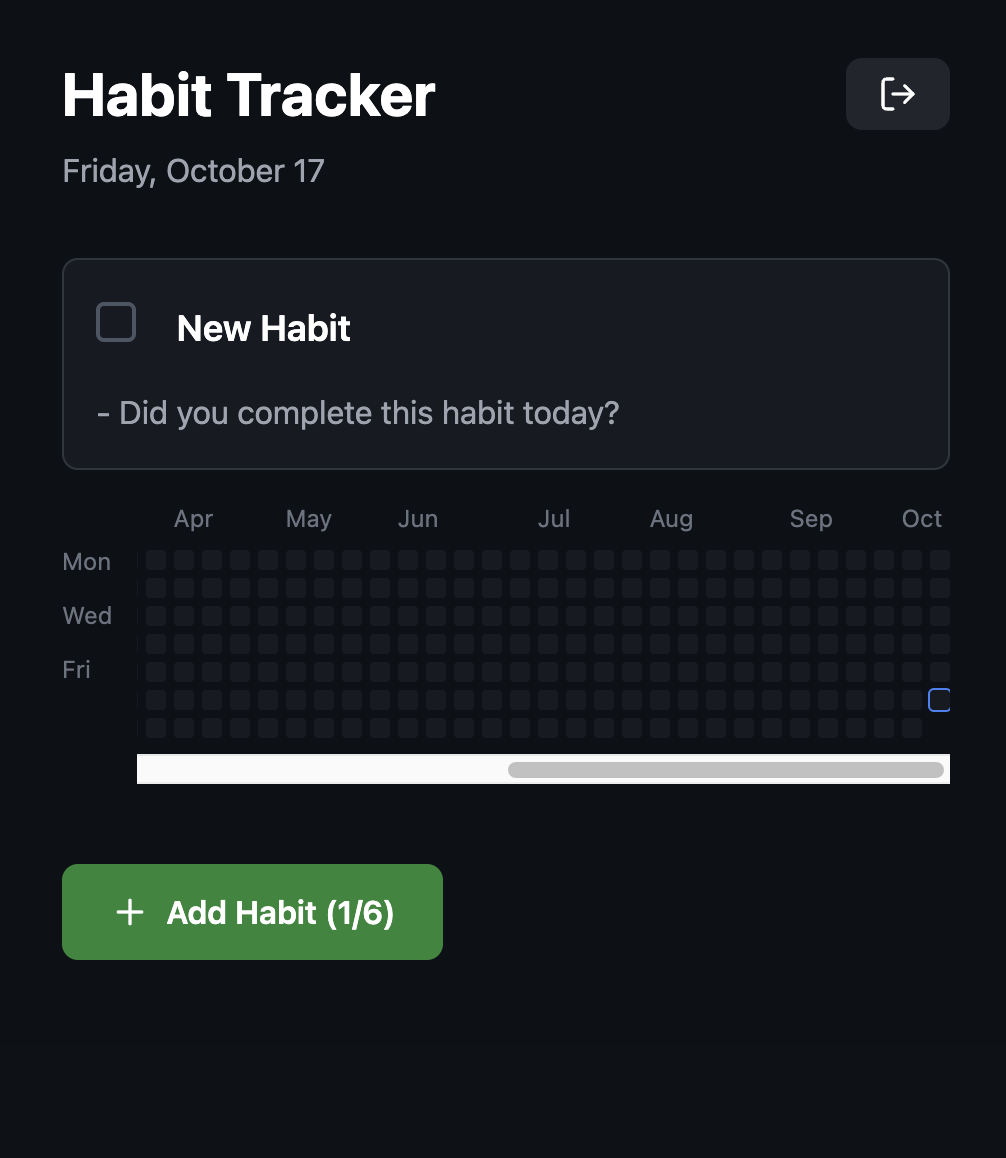 Habit Tracker
Friday, October 17
New Habit
- Did you complete this habit today?
Apr May Jun Jul Aug Sep Oct
Mon
Wed
Fri
Add Habit (1/6)